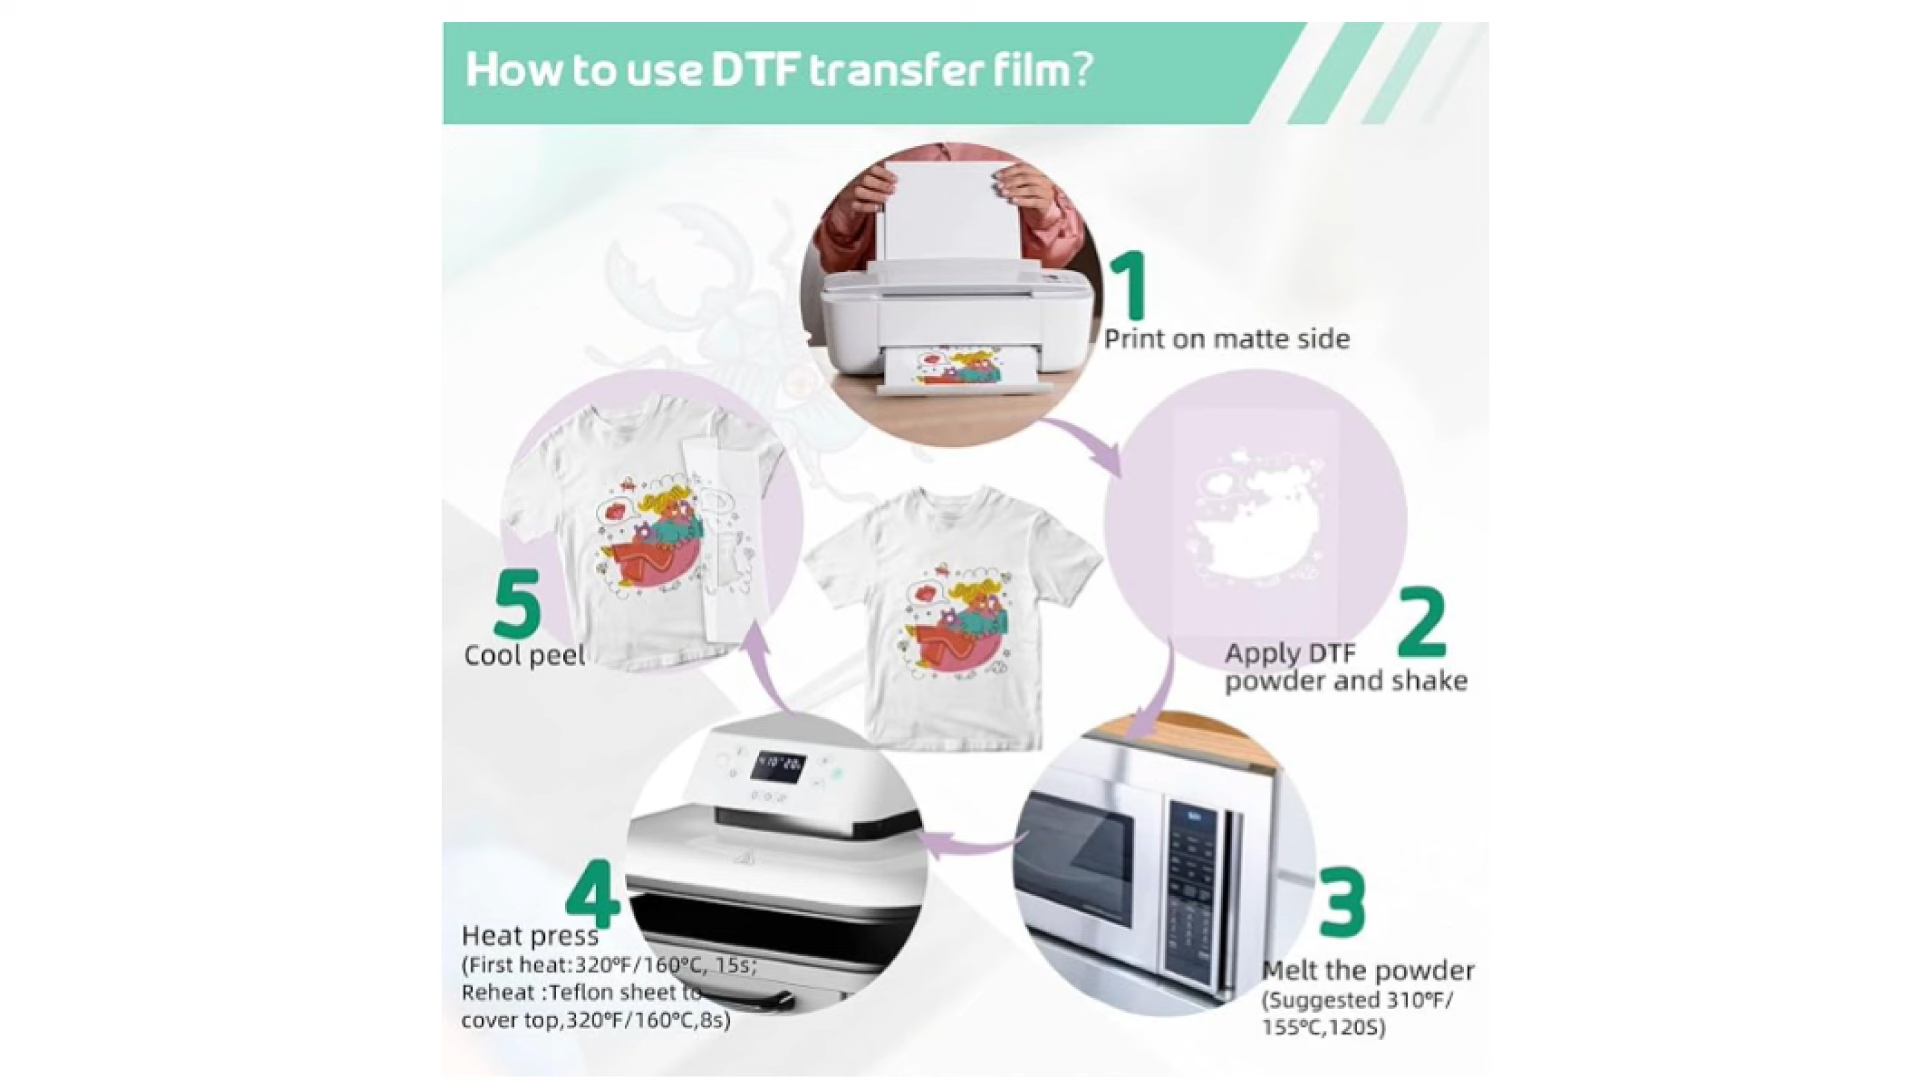 How to use DTF transfer film?
1
Print on matte side
2
Apply DTF
powder and shake
3
Melt the powder
(Suggested 310°F/
155°C,120S)
4
Heat press
(First heat:320°F/160°C, 15s;
Reheat :Teflon sheet to
cover top,320°F/160°C,8s)
5
Cool peel